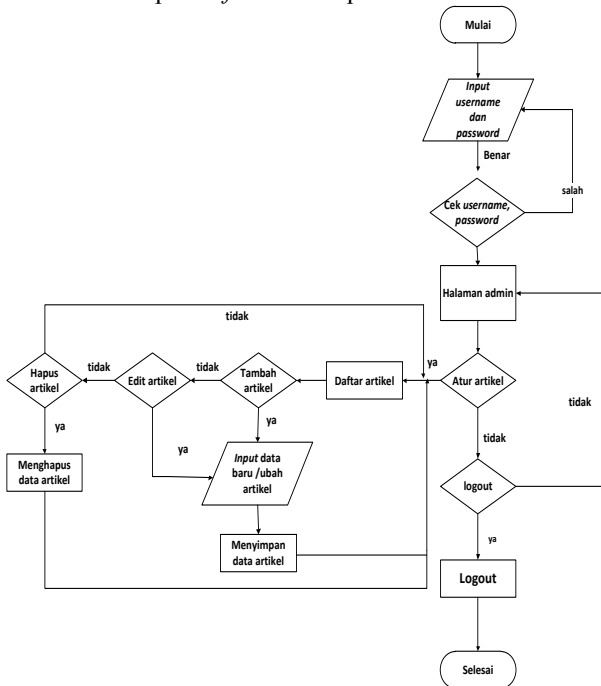 Mulai
Input
username
dan
password
Benar
salah
Cek username,
password
Halaman admin
tidak
Hapus
artikel
tidak
Edit artikel
tidak
Tambah
artikel
Daftar artikel
ya
Atur artikel
tidak
ya
ya
ya
tidak
Menghapus
data artikel
Input data
baru /ubah
artikel
logout
Menyimpan
data artikel
ya
Logout
Selesai